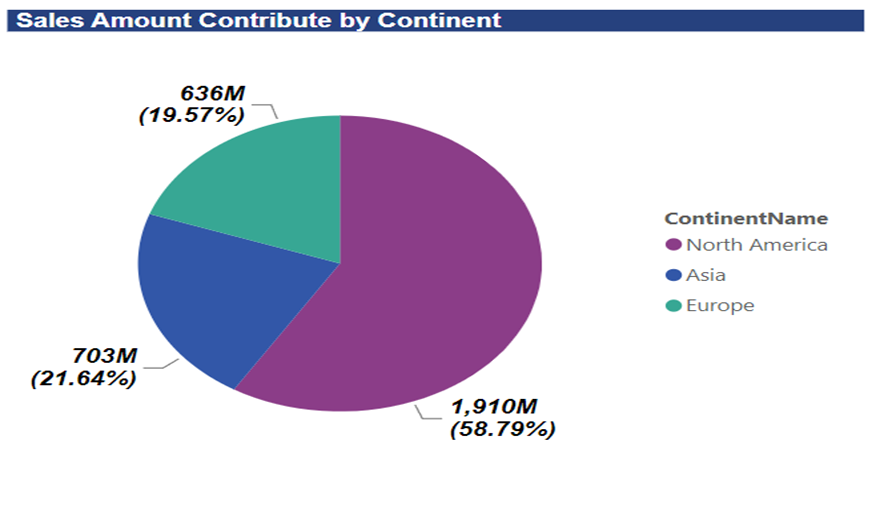 Sales Amount Contribute by Continent
636M
(19.57%)
703M
(21.64%)
1,910M
(58.79%)
ContinentName
North America
Asia
Europe